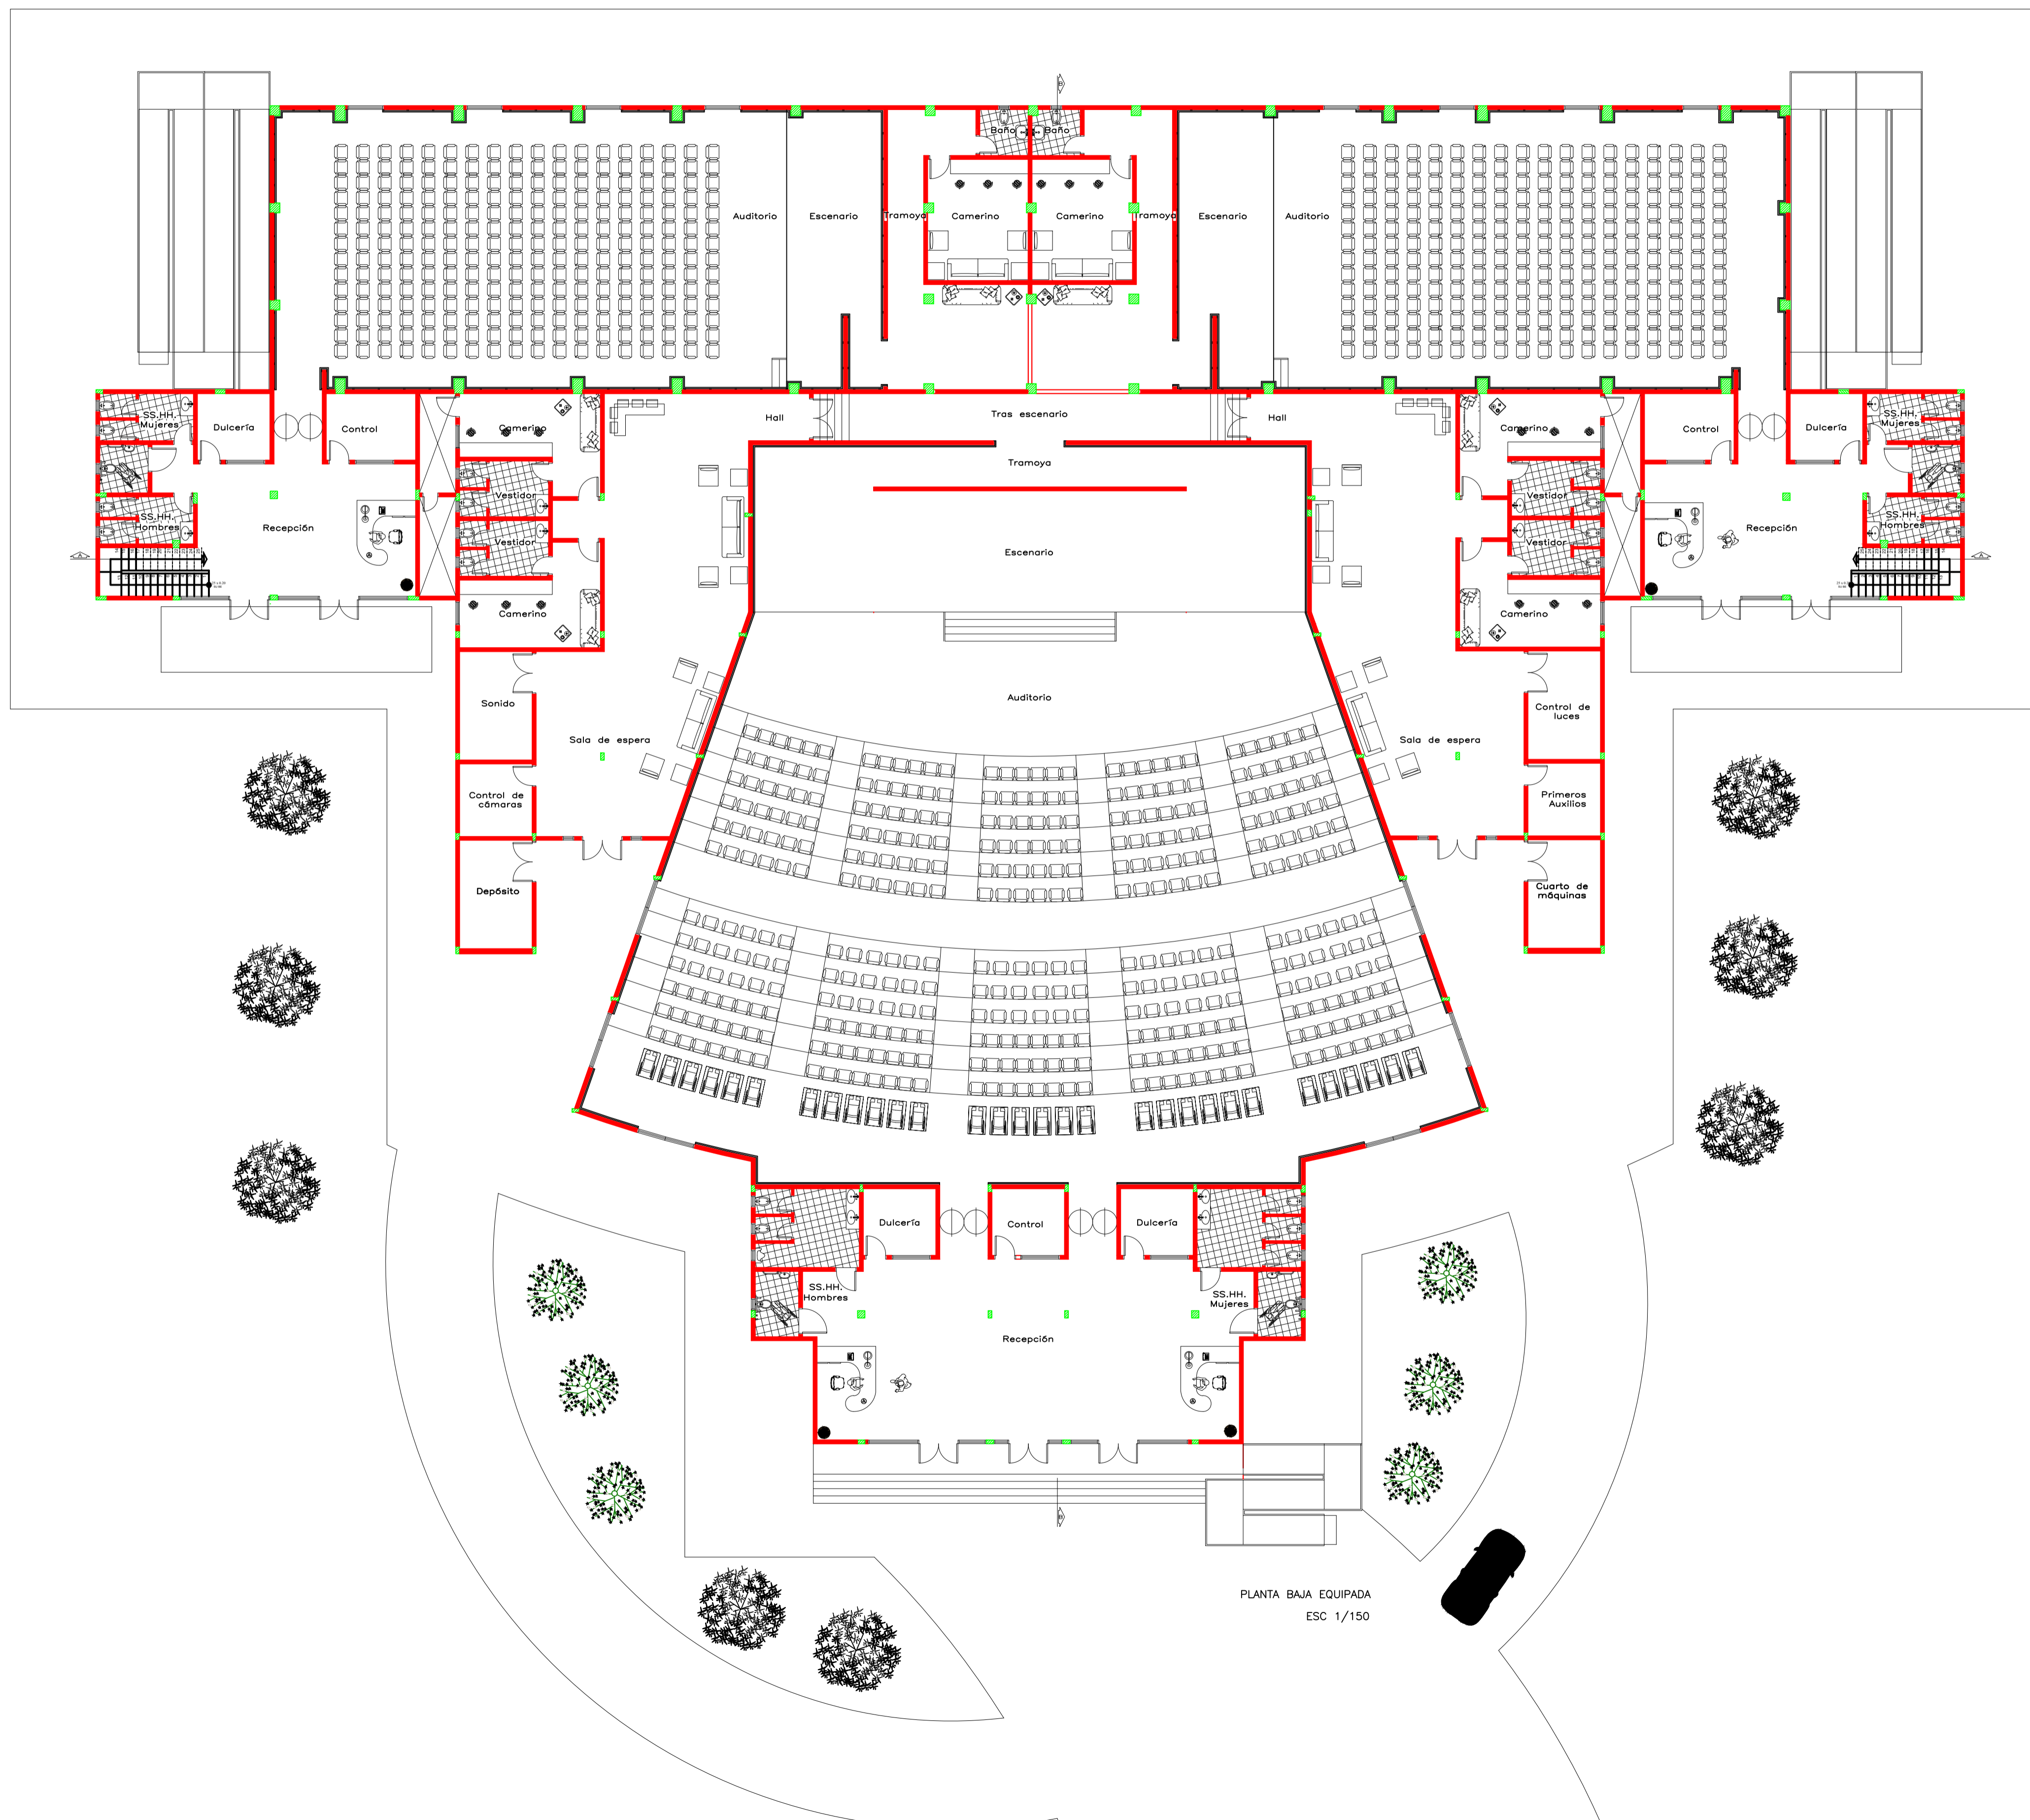 B
Baño
Baño
Auditorio
Escenario
Tramoya
Camerino
Camerino
Tramoya
Escenario
Auditorio
SS.HH.
Mujeres
Dulcería
Control
Camerino
Hall
Tras escenario
Hall
Camerino
Control
Dulcería
SS.HH.
Mujeres
Tramoya
Vestidor
Vestidor
SS.HH.
Hombres
Recepción
Vestidor
Escenario
Vestidor
Recepción
SS.HH.
Hombres
A
A
Camerino
Camerino
Sonido
Auditorio
Control de
luces
Sala de espera
Sala de espera
Control de
cámaras
Primeros
Auxilios
Depósito
Cuarto de
máquinas
Dulcería
Control
Dulcería
SS.HH.
Hombres
SS.HH.
Mujeres
Recepción
B
PLANTA BAJA EQUIPADA
ESC 1/150